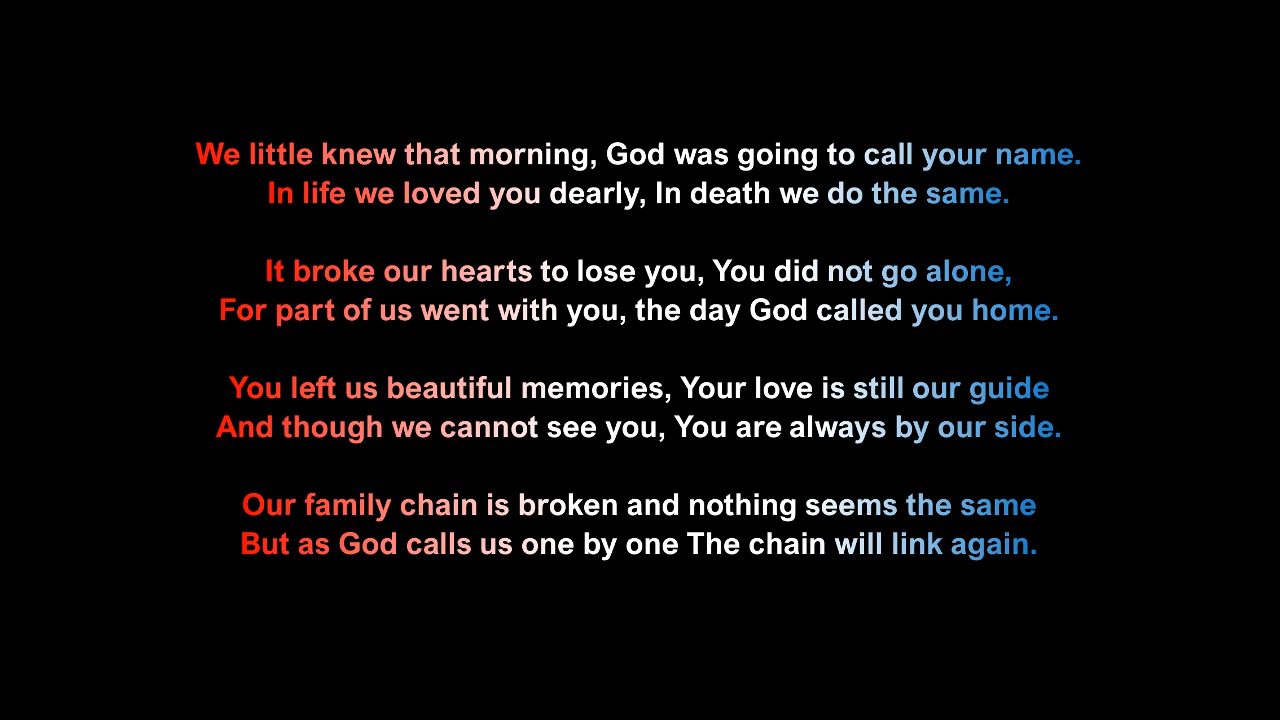 We little knew that morning, God was going to call your name.
In life we loved you dearly, In death we do the same.
It broke our hearts to lose you, You did not go alone,
For part of us went with you, the day God called you home.
You left us beautiful memories, Your love is still our guide
And though we cannot see you, You are always by our side.
Our family chain is broken and nothing seems the same
But as God calls us one by one The chain will link again.